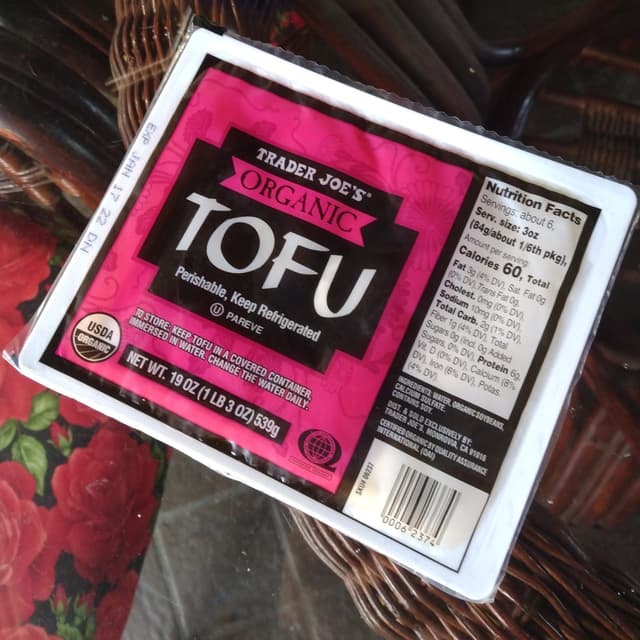 EXP JAN 17 22 DN
TRADER JOE'S®
ORGANIC
TOFU
Perishable, Keep Refrigerated
U PAREVE
TO STORE: KEEP TOFU IN A COVERED CONTAINER,
IMMERSED IN WATER. CHANGE THE WATER DAILY.
USDA
ORGANIC
NET WT. 19 OZ (1 LB 3 OZ) 539g
Q
Nutrition Facts
Servings: about 6,
Serv. size: 3oz
(84g/about 1/6th pkg),
Amount per serving:
Calories 60, Total
Fat 3g (4% DV), Sat. Fat 0g
(0% DV), Trans Fat 0g,
Cholest. 0mg (0% DV),
Sodium 10mg (0% DV),
Total Carb. 2g (1% DV),
Fiber 1g (4% DV), Total
Sugars 0g (Incl. 0g Added
Sugars, 0% DV), Protein 6g,
Vit. D (0% DV), Calcium (8%
DV), Iron (6% DV), Potas.
(4% DV).
INGREDIENTS: WATER, ORGANIC SOYBEANS,
CALCIUM SULFATE.
CONTAINS SOY.
DIST. & SOLD EXCLUSIVELY BY:
TRADER JOE'S, MONROVIA, CA 91016
CERTIFIED ORGANIC BY QUALITY ASSURANCE
INTERNATIONAL (QAI)
SKU# 06237
0006 2374